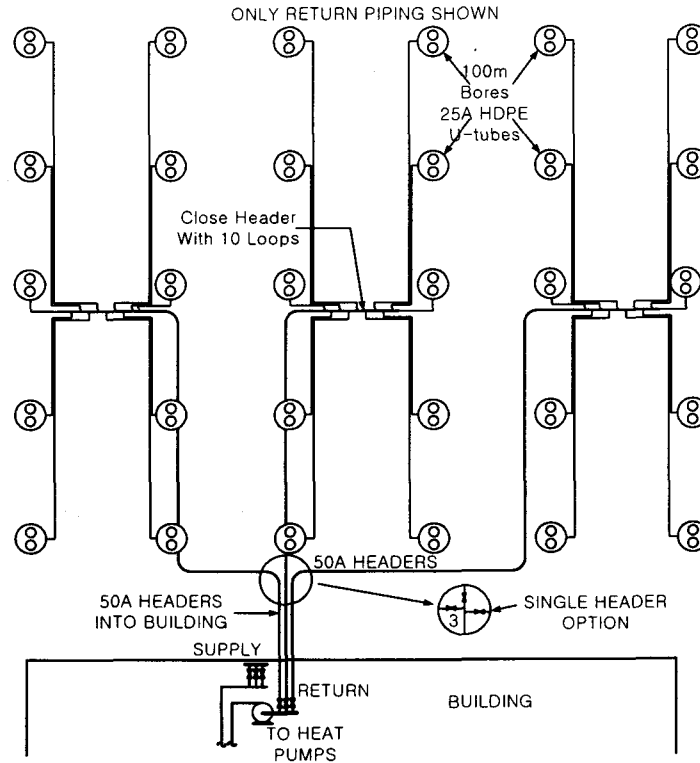 ONLY RETURN PIPING SHOWN
100m
Bores
25A HDPE
U-tubes
Close Header
With 10 Loops
50A HEADERS
50A HEADERS
INTO BUILDING
3
SINGLE HEADER
OPTION
SUPPLY
RETURN
BUILDING
TO HEAT
PUMPS